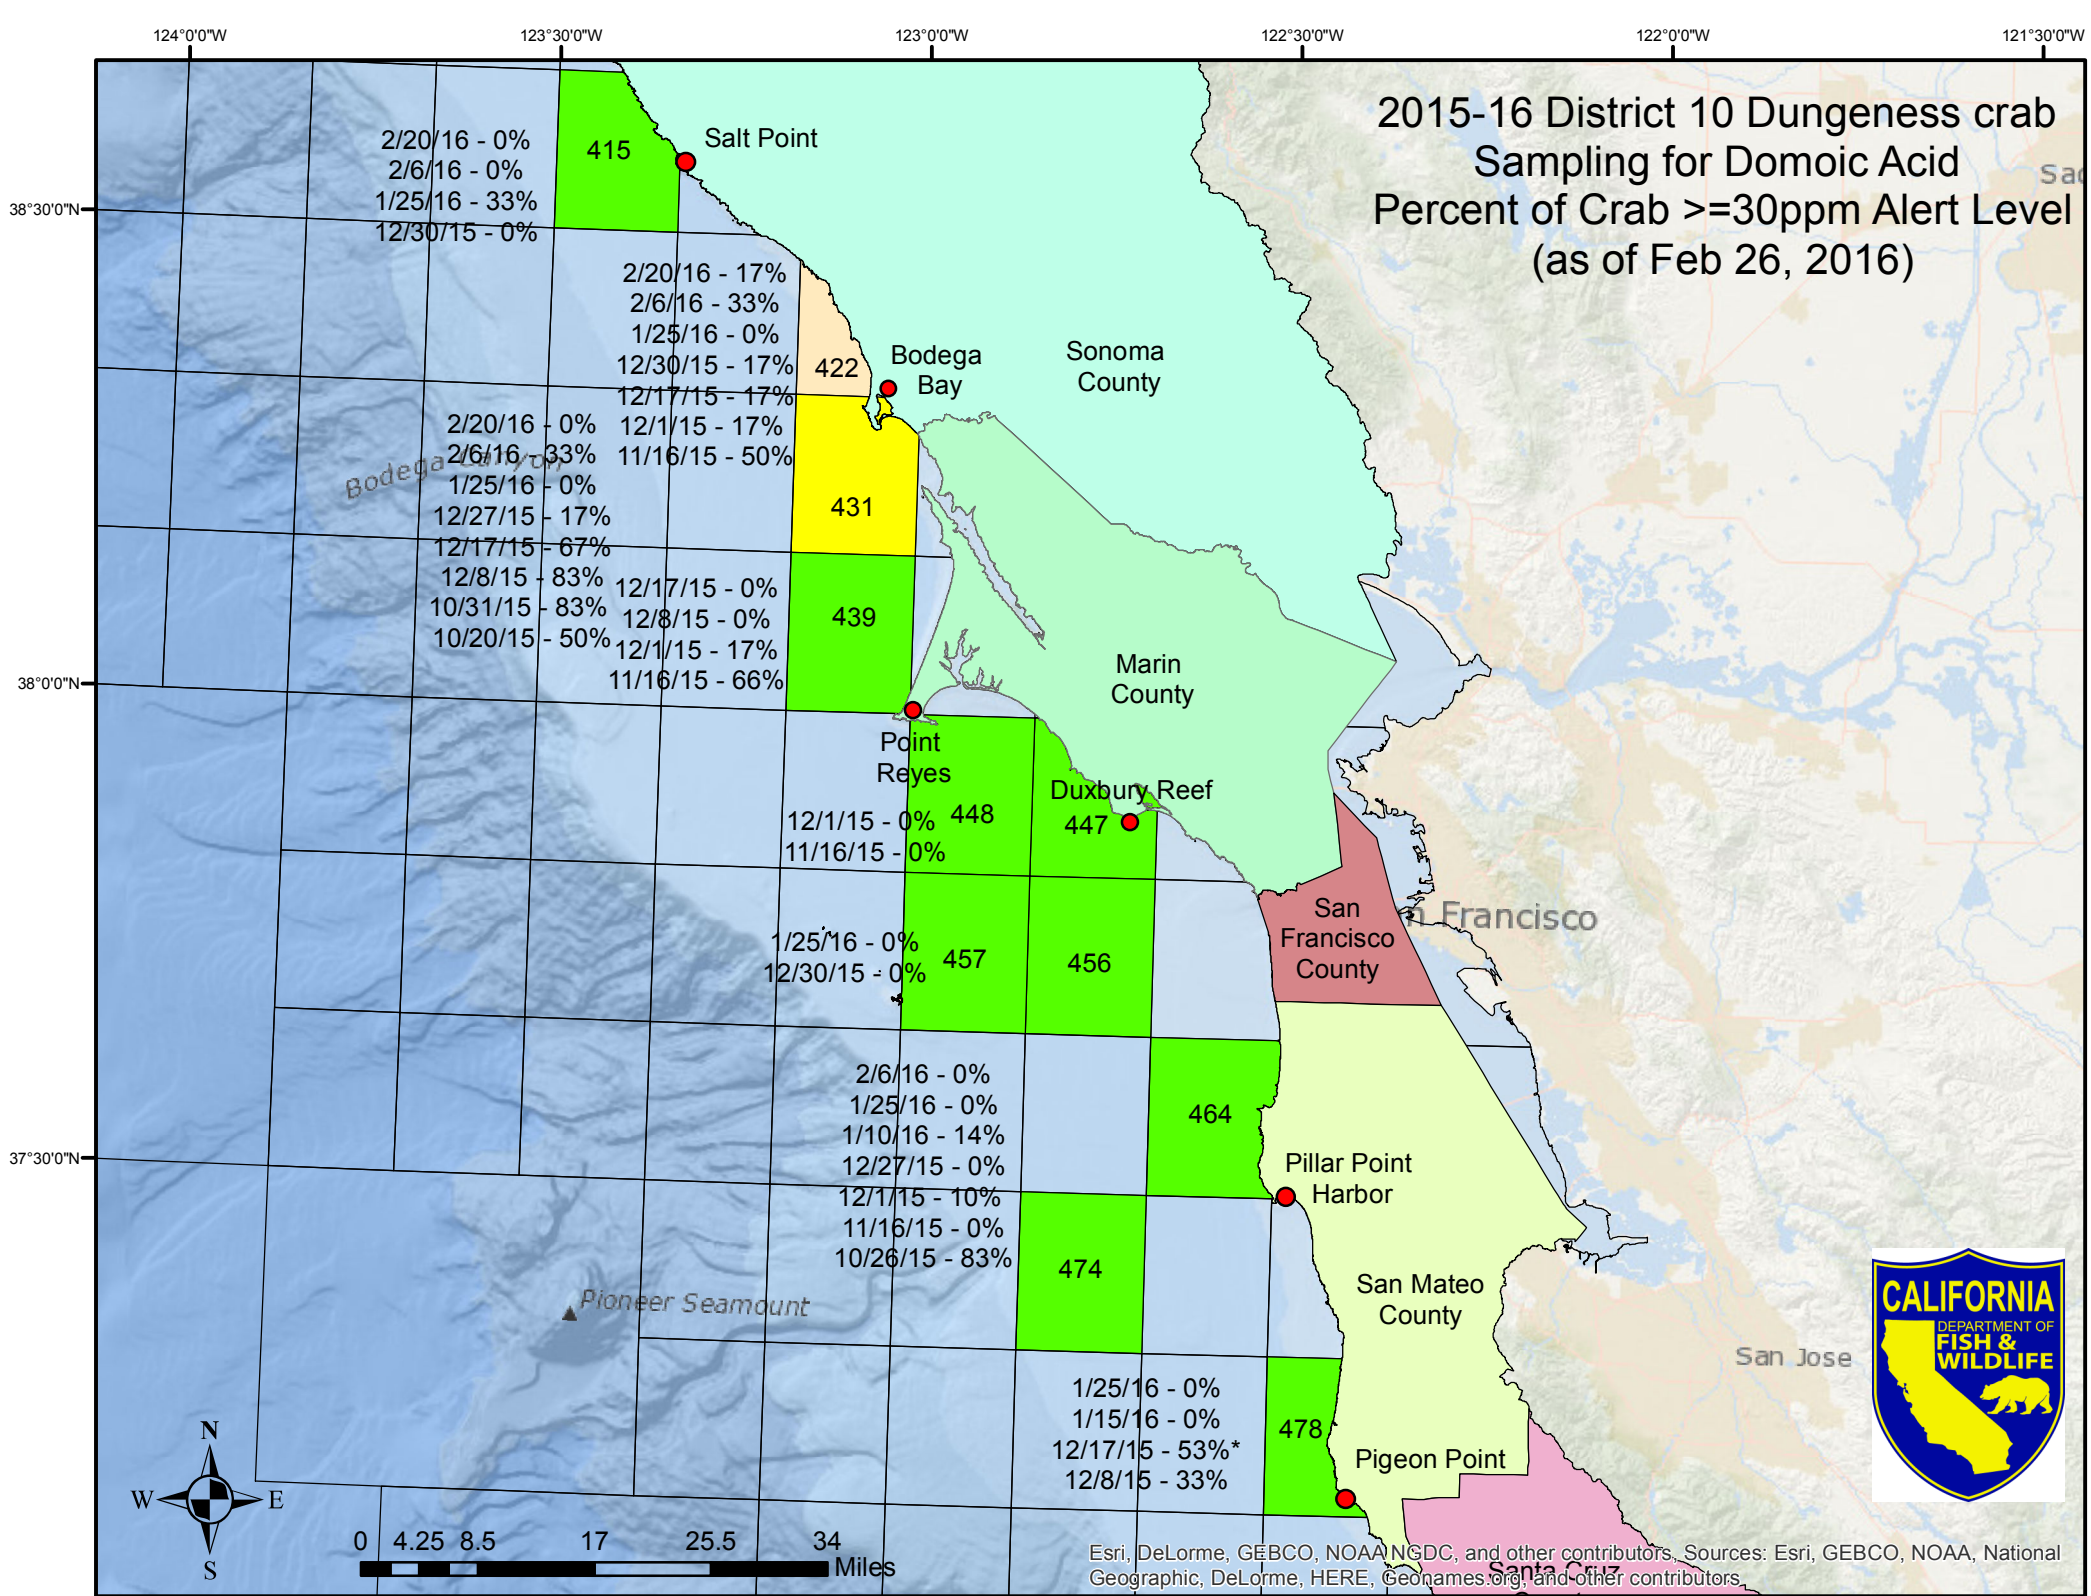 124°0'0"W
123°30'0"W
123°0'0"W
122°30'0"W
122°0'0"W
121°30'0"W
2015-16 District 10 Dungeness crab
Sampling for Domoic Acid
Percent of Crab >=30ppm Alert Level
(as of Feb 26, 2016)
38°30'0"N
38°0'0"N
37°30'0"N
2/20/16 - 0%
2/6/16 - 0%
1/25/16 - 33%
12/30/15 - 0%
415
Salt Point
2/20/16 - 17%
2/6/16 - 33%
1/25/16 - 0%
12/30/15 - 17%
12/17/15 - 17%
12/1/15 - 17%
11/16/15 - 50%
422
Bodega
Bay
Sonoma
County
2/20/16 - 0%
2/6/16 - 33%
1/25/16 - 0%
12/27/15 - 17%
12/17/15 - 67%
12/8/15 - 83%
10/31/15 - 83%
10/20/15 - 50%
Bodega Canyon
431
12/17/15 - 0%
12/8/15 - 0%
12/1/15 - 17%
11/16/15 - 66%
439
Marin
County
Point
Reyes
Duxbury Reef
12/1/15 - 0%
11/16/15 - 0%
448
447
1/25/16 - 0%
12/30/15 - 0%
457
456
San
Francisco
County
n Francisco
2/6/16 - 0%
1/25/16 - 0%
1/10/16 - 14%
12/27/15 - 0%
12/1/15 - 10%
11/16/15 - 0%
10/26/15 - 83%
464
Pillar Point
Harbor
474
Pioneer Seamount
San Mateo
County
San Jose
1/25/16 - 0%
1/15/16 - 0%
12/17/15 - 53%*
12/8/15 - 33%
478
Pigeon Point
Sac
CALIFORNIA
DEPARTMENT OF
FISH &
WILDLIFE
N
W
E
S
0 4.25 8.5 17 25.5 34
Miles
Santa Cruz
Esri, DeLorme, GEBCO, NOAA NGDC, and other contributors, Sources: Esri, GEBCO, NOAA, National
Geographic, DeLorme, HERE, Geonames.org, and other contributors